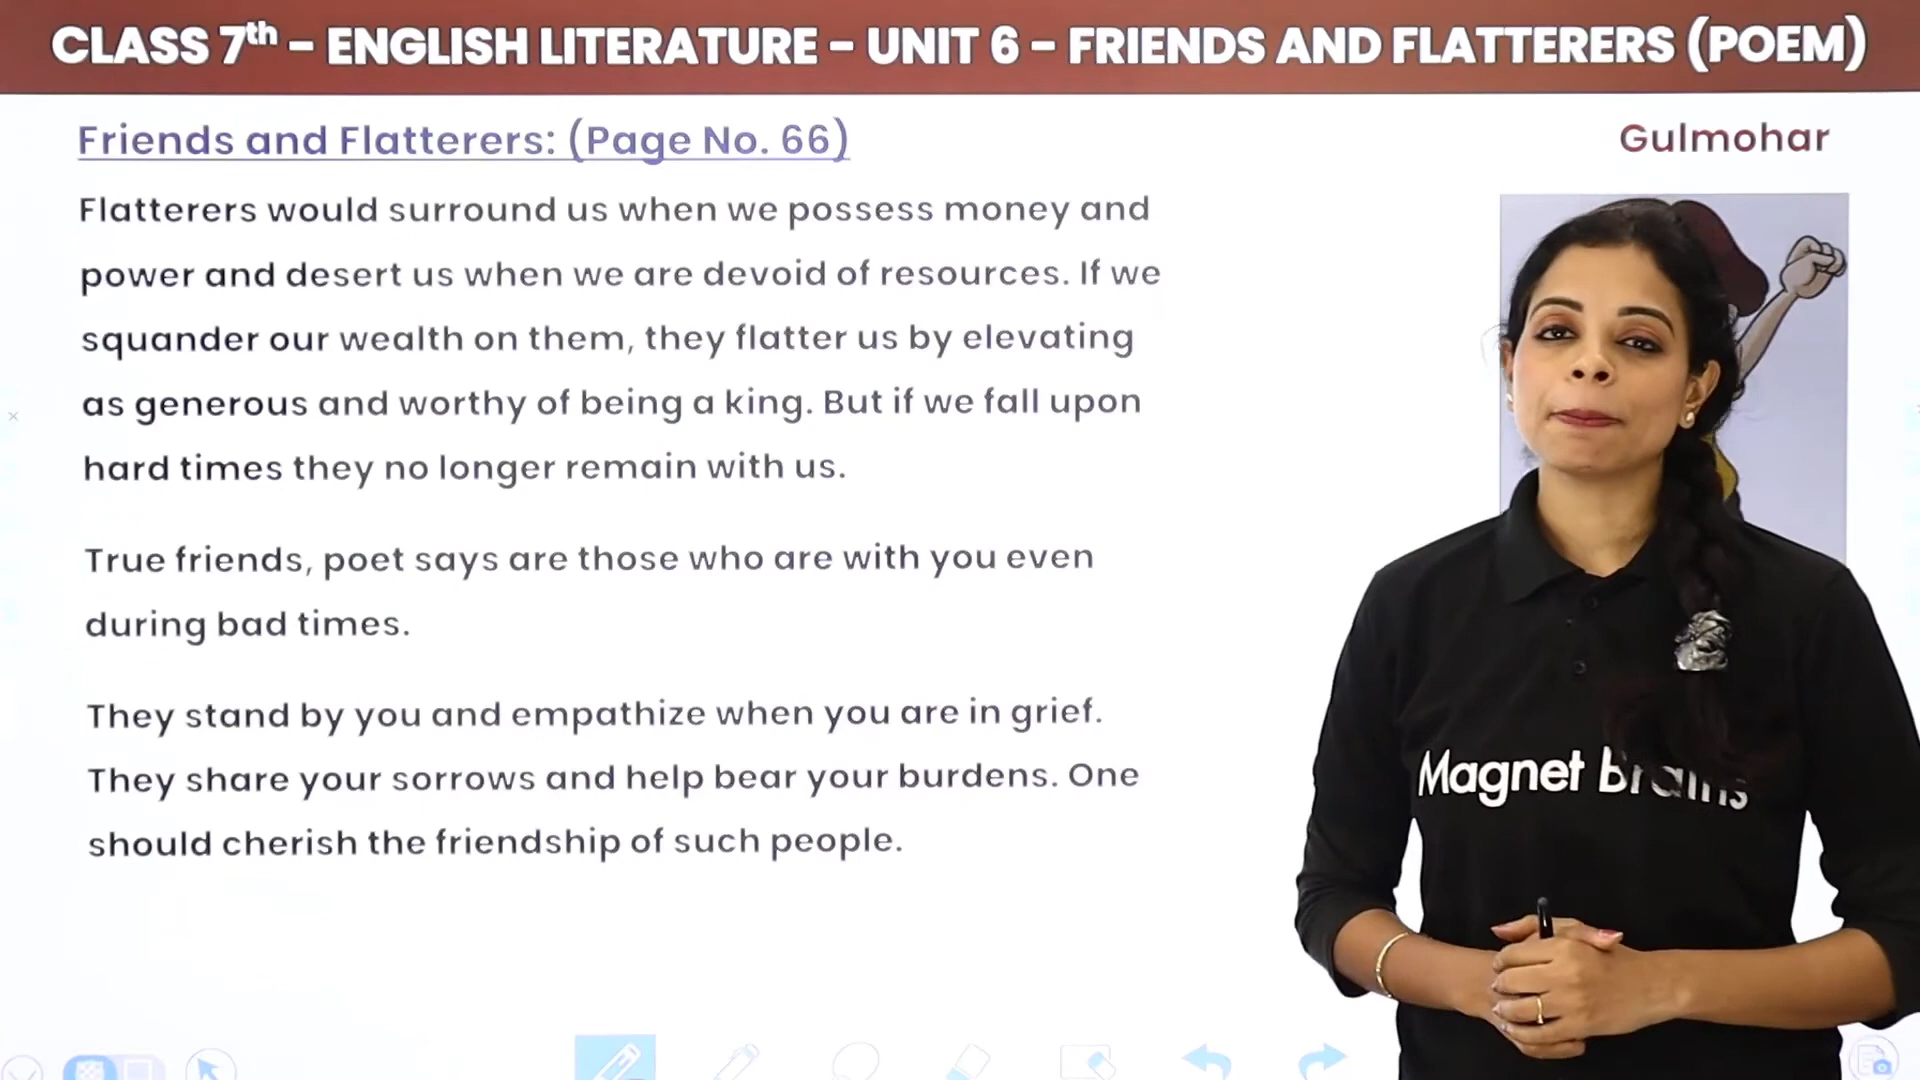 CLASS 7th – ENGLISH LITERATURE – UNIT 6 – FRIENDS AND FLATTERERS (POEM)
Friends and Flatterers: (Page No. 66)
Gulmohar
Flatterers would surround us when we possess money and
power and desert us when we are devoid of resources. If we
squander our wealth on them, they flatter us by elevating
as generous and worthy of being a king. But if we fall upon
hard times they no longer remain with us.
True friends, poet says are those who are with you even
during bad times.
They stand by you and empathize when you are in grief.
They share your sorrows and help bear your burdens. One
should cherish the friendship of such people.
Magnet Brains